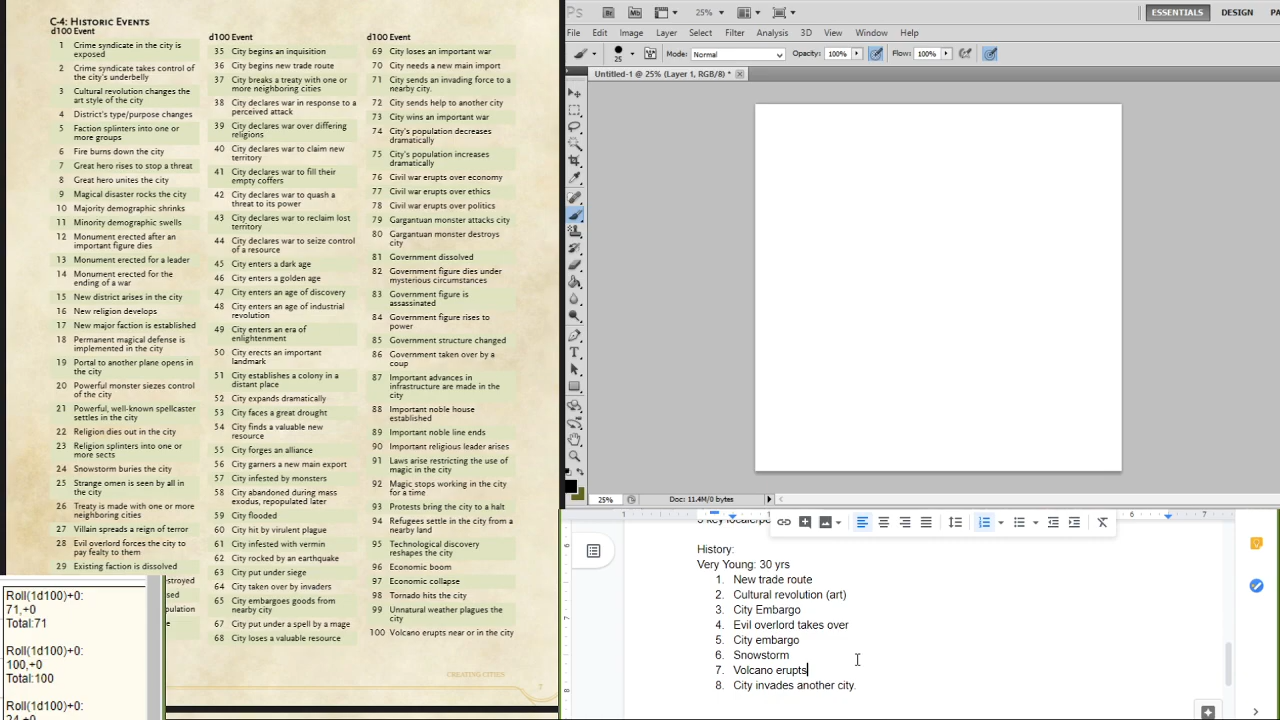 C-4: Historic Events
d100 Event
1 Crime syndicate in the city is
exposed
2 Crime syndicate takes control of
the city's underbelly
3 Cultural revolution changes the
art style of the city
4 District's type/purpose changes
5 Faction splinters into one or
more groups
6 Fire burns down the city
7 Great hero rises to stop a threat
8 Great hero unites the city
9 Magical disaster rocks the city
10 Majority demographic shrinks
11 Minority demographic swells
12 Monument erected after an
important figure dies
13 Monument erected for a leader
14 Monument erected for the
ending of a war
15 New district arises in the city
16 New religion develops
17 New major faction is established
18 Permanent magical defense is
implemented in the city
19 Portal to another plane opens in
the city
20 Powerful monster siezes control
of the city
21 Powerful, well-known spellcaster
settles in the city
22 Religion dies out in the city
23 Religion splinters into one or
more sects
24 Snowstorm buries the city
25 Strange omen is seen by all in
the city
26 Treaty is made with one or more
neighboring cities
27 Villain spreads a reign of terror
28 Evil overlord forces the city to
pay fealty to them
29 Existing faction is dissolved
d100 Event
35 City begins an inquisition
36 City begins new trade route
37 City breaks a treaty with one or
more neighboring cities
38 City declares war in response to a
perceived attack
39 City declares war over differing
religions
40 City declares war to claim new
territory
41 City declares war to fill their
empty coffers
42 City declares war to quash a
threat to its power
43 City declares war to reclaim lost
territory
44 City declares war to seize control
of a resource
45 City enters a dark age
46 City enters a golden age
47 City enters an age of discovery
48 City enters an age of industrial
revolution
49 City enters an era of
enlightenment
50 City erects an important
landmark
51 City establishes a colony in a
distant place
52 City expands dramatically
53 City faces a great drought
54 City finds a valuable new
resource
55 City forges an alliance
56 City garners a new main export
57 City infested by monsters
58 City abandoned during mass
exodus, repopulated later
59 City flooded
60 City hit by virulent plague
61 City infested with vermin
62 City rocked by an earthquake
63 City put under siege
64 City taken over by invaders
65 City embargoes goods from
nearby city
67 City put under a spell by a mage
68 City loses a valuable resource
d100 Event
69 City loses an important war
70 City needs a new main import
71 City sends an invading force to a
nearby city.
72 City sends help to another city
73 City wins an important war
74 City's population decreases
dramatically
75 City's population increases
dramatically
76 Civil war erupts over economy
77 Civil war erupts over ethics
78 Civil war erupts over politics
79 Gargantuan monster attacks city
80 Gargantuan monster destroys
city
81 Government dissolved
82 Government figure dies under
mysterious circumstances
83 Government figure is
assassinated
84 Government figure rises to
power
85 Government structure changed
86 Government taken over by a
coup
87 Important advances in
infrastructure are made in the
city
88 Important noble house
established
89 Important noble line ends
90 Important religious leader arises
91 Laws arise restricting the use of
magic in the city
92 Magic stops working in the city
for a time
93 Protests bring the city to a halt
94 Refugees settle in the city from a
nearby land
95 Technological discovery
reshapes the city
96 Economic boom
97 Economic collapse
98 Tornado hits the city
99 Unnatural weather plagues the
city
100 Volcano erupts near or in the city
CREATING CITIES
Roll(1d100)+0:
71,+0
Total:71
Roll(1d100)+0:
100,+0
Total:100
Roll(1d100)+0:
Ps Br Mb 25% ESSENTIALS DESIGN
File Edit Image Layer Select Filter Analysis 3D View Window Help
25 Mode: Normal Opacity: 100% Flow: 100%
Untitled-1 @ 25% (Layer 1, RGB/8) *
25% Doc: 11.4M/0 bytes
History:
Very Young: 30 yrs
1. New trade route
2. Cultural revolution (art)
3. City Embargo
4. Evil overlord takes over
5. City embargo
6. Snowstorm
7. Volcano erupts
8. City invades another city.